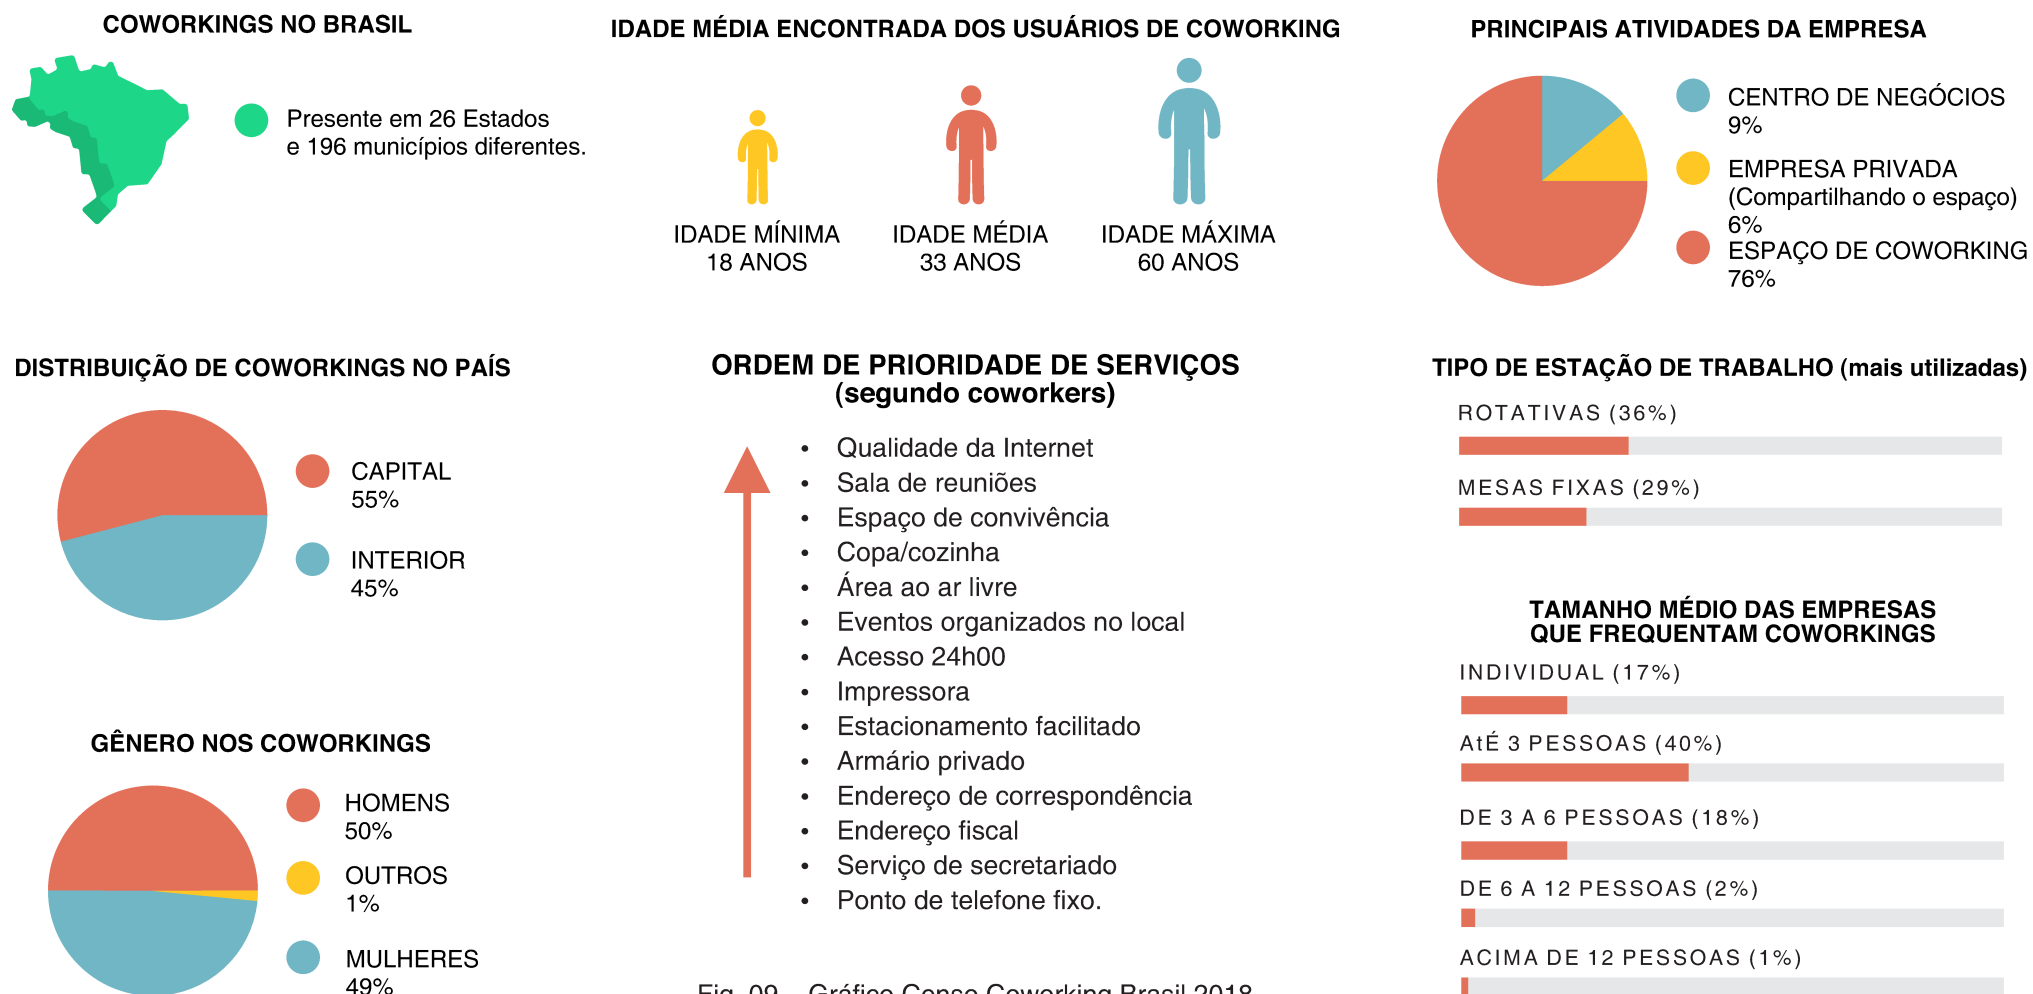 COWORKINGS NO BRASIL
Presente em 26 Estados
e 196 municípios diferentes.
IDADE MÉDIA ENCONTRADA DOS USUÁRIOS DE COWORKING
IDADE MÍNIMA
18 ANOS
IDADE MÉDIA
33 ANOS
IDADE MÁXIMA
60 ANOS
PRINCIPAIS ATIVIDADES DA EMPRESA
CENTRO DE NEGÓCIOS
9%
EMPRESA PRIVADA
(Compartilhando o espaço)
6%
ESPAÇO DE COWORKING
76%
DISTRIBUIÇÃO DE COWORKINGS NO PAÍS
CAPITAL
55%
INTERIOR
45%
GÊNERO NOS COWORKINGS
HOMENS
50%
OUTROS
1%
MULHERES
49%
ORDEM DE PRIORIDADE DE SERVIÇOS
(segundo coworkers)
• Qualidade da Internet
• Sala de reuniões
• Espaço de convivência
• Copa/cozinha
• Área ao ar livre
• Eventos organizados no local
• Acesso 24h00
• Impressora
• Estacionamento facilitado
• Armário privado
• Endereço de correspondência
• Endereço fiscal
• Serviço de secretariado
• Ponto de telefone fixo.
Fig. 09 - Gráfico Censo Coworking Brasil 2018
TIPO DE ESTAÇÃO DE TRABALHO (mais utilizadas)
ROTATIVAS (36%)
MESAS FIXAS (29%)
TAMANHO MÉDIO DAS EMPRESAS
QUE FREQUENTAM COWORKINGS
INDIVIDUAL (17%)
AtÉ 3 PESSOAS (40%)
DE 3 A 6 PESSOAS (18%)
DE 6 A 12 PESSOAS (2%)
ACIMA DE 12 PESSOAS (1%)